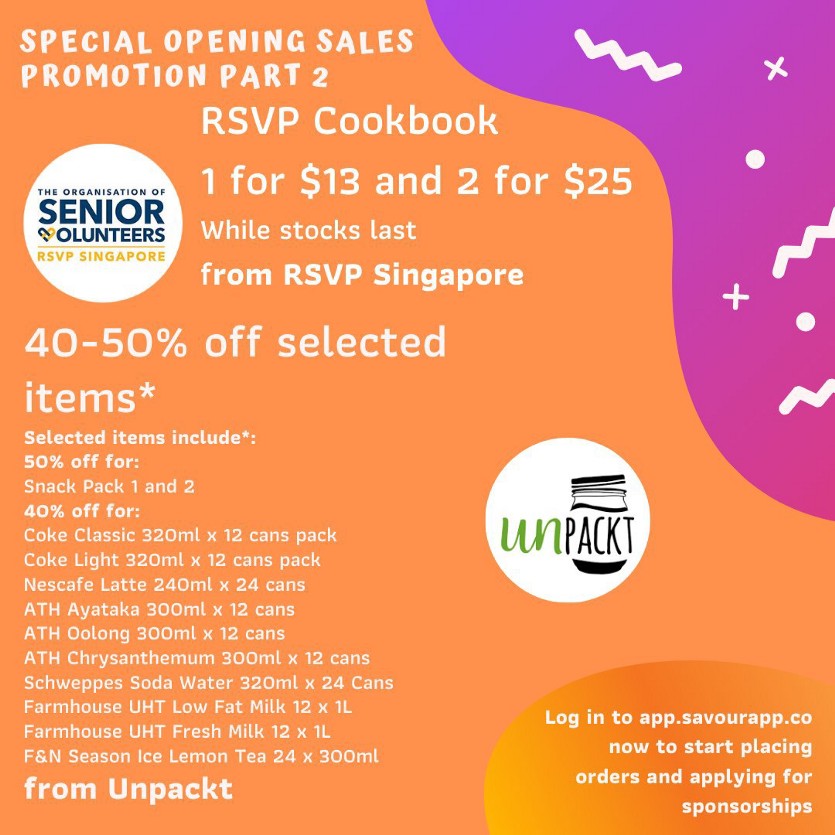 SPECIAL OPENING SALES
PROMOTION PART 2
RSVP Cookbook
1 for $13 and 2 for $25
While stocks last
from RSVP Singapore
THE ORGANISATION OF
SENIOR
VOLUNTEERS
RSVP SINGAPORE
40-50% off selected
items*
Selected items include*:
50% off for:
Snack Pack 1 and 2
40% off for:
Coke Classic 320ml x 12 cans pack
Coke Light 320ml x 12 cans pack
Nescafe Latte 240ml x 24 cans
ATH Ayataka 300ml x 12 cans
ATH Oolong 300ml x 12 cans
ATH Chrysanthemum 300ml x 12 cans
Schweppes Soda Water 320ml x 24 Cans
Farmhouse UHT Low Fat Milk 12 x 1L
Farmhouse UHT Fresh Milk 12 x 1L
F&N Season Ice Lemon Tea 24 x 300ml
from Unpackt
unPACKT
Log in to app.savourapp.co
now to start placing
orders and applying for
sponsorships